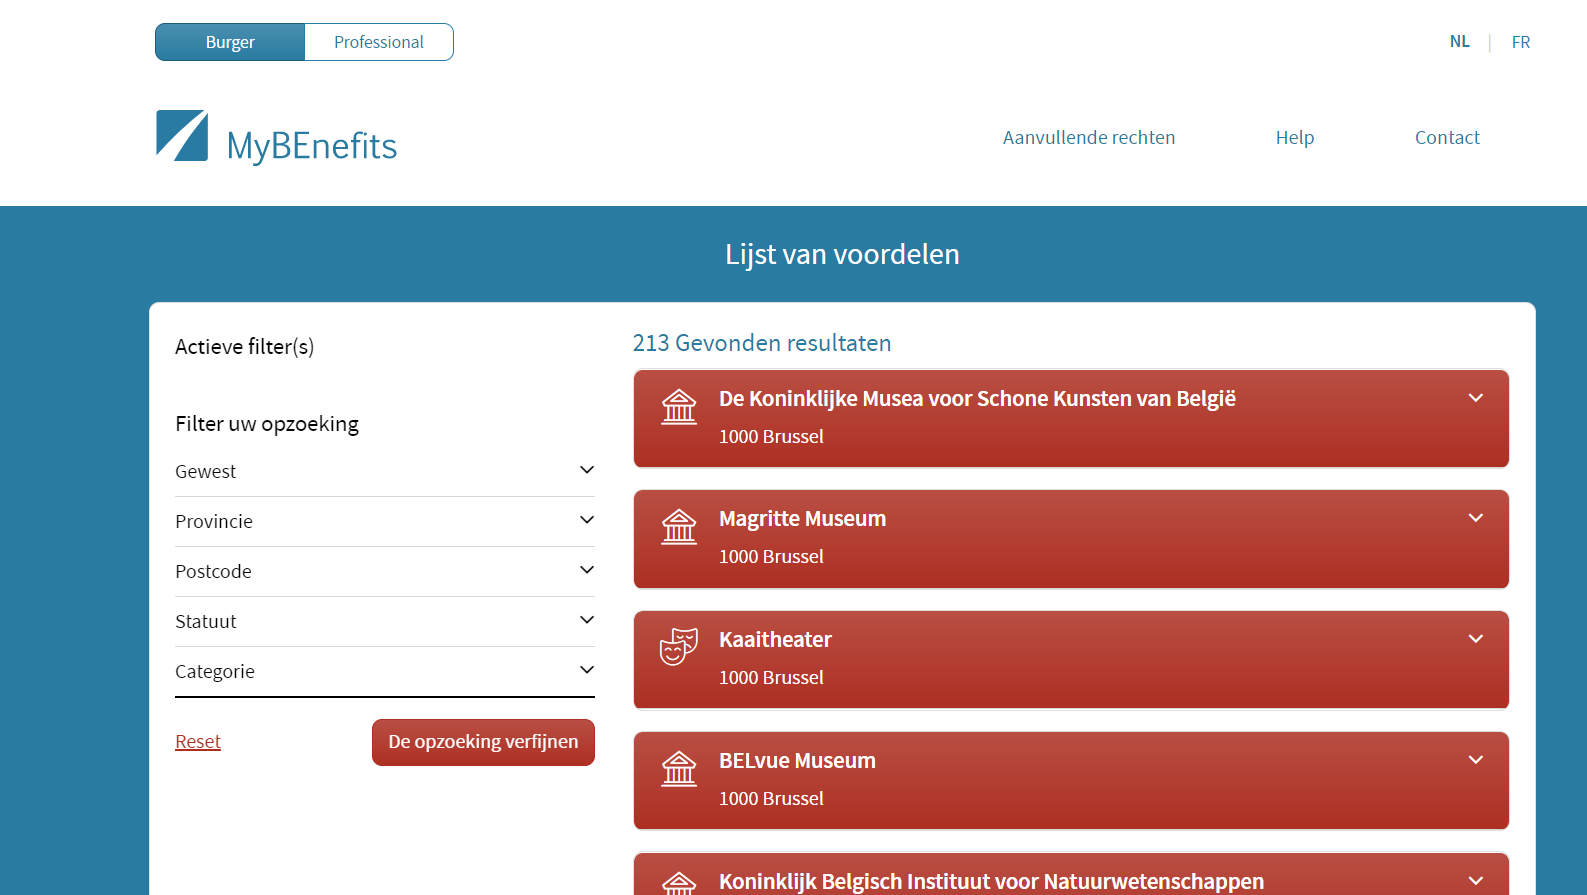 Burger
Professional
NL | FR
MyBEnefits
Aanvullende rechten
Help
Contact
Lijst van voordelen
Actieve filter(s)
Filter uw opzoeking
Gewest
Provincie
Postcode
Statuut
Categorie
Reset
De opzoeking verfijnen
213 Gevonden resultaten
De Koninklijke Musea voor Schone Kunsten van België
1000 Brussel
Magritte Museum
1000 Brussel
Kaaitheater
1000 Brussel
BELvue Museum
1000 Brussel
Koninklijk Belgisch Instituut voor Natuurwetenschappen